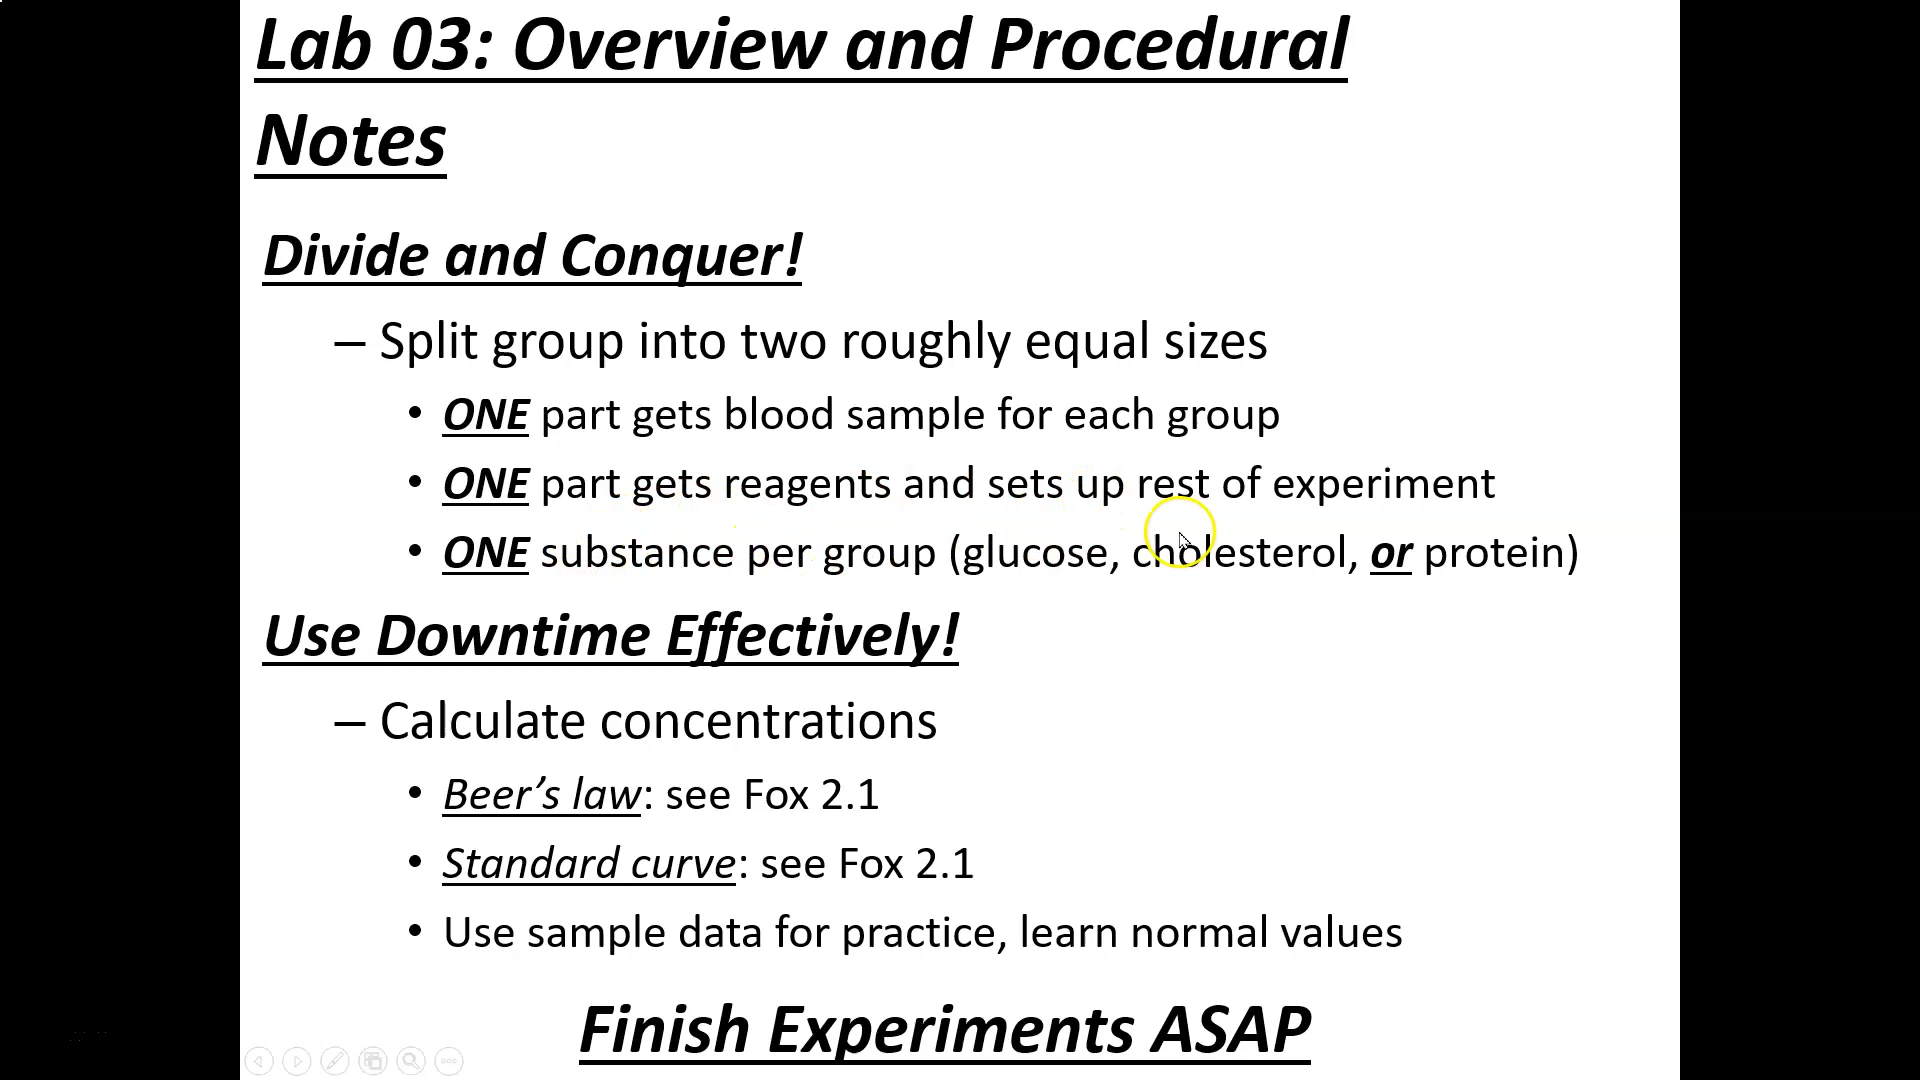 Lab 03: Overview and Procedural
Notes
Divide and Conquer!
– Split group into two roughly equal sizes
• ONE part gets blood sample for each group
• ONE part gets reagents and sets up rest of experiment
• ONE substance per group (glucose, cholesterol, or protein)
Use Downtime Effectively!
– Calculate concentrations
• Beer’s law: see Fox 2.1
• Standard curve: see Fox 2.1
• Use sample data for practice, learn normal values
Finish Experiments ASAP